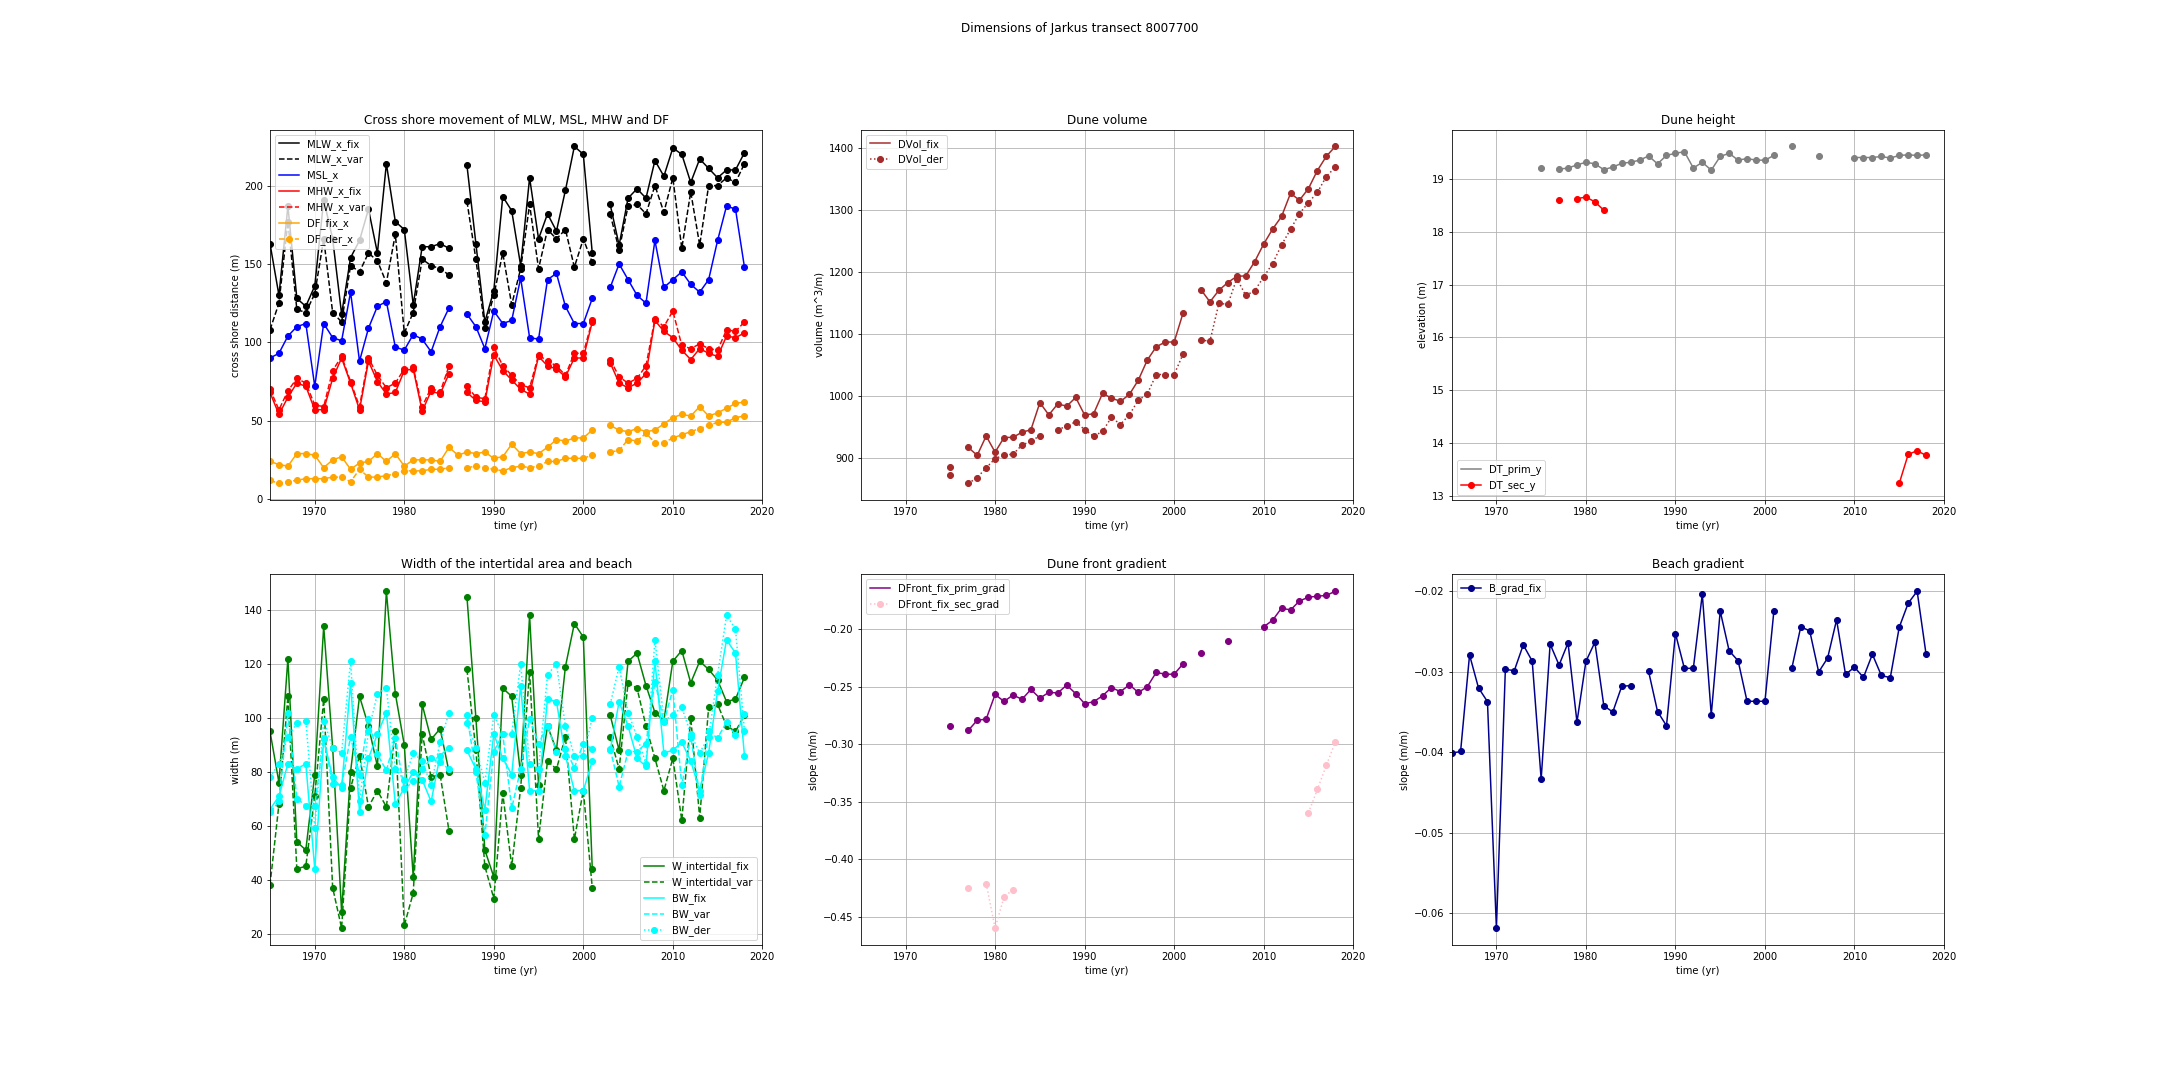 Dimensions of Jarkus transect 8007700
Cross shore movement of MLW, MSL, MHW and DF
MLW_x_fix
MLW_x_var
MSL_x
MHW_x_fix
MHW_x_var
DF_fix_x
DF_der_x
cross shore distance (m)
200
150
100
50
0
1970 1980 1990 2000 2010 2020
time (yr)
Dune volume
DVol_fix
DVol_der
volume (m^3/m)
1400
1300
1200
1100
1000
900
1970 1980 1990 2000 2010 2020
time (yr)
Dune height
DT_prim_y
DT_sec_y
elevation (m)
19
18
17
16
15
14
13
1970 1980 1990 2000 2010 2020
time (yr)
Width of the intertidal area and beach
W_intertidal_fix
W_intertidal_var
BW_fix
BW_var
BW_der
width (m)
140
120
100
80
60
40
20
1970 1980 1990 2000 2010 2020
time (yr)
Dune front gradient
DFront_fix_prim_grad
DFront_fix_sec_grad
slope (m/m)
−0.20
−0.25
−0.30
−0.35
−0.40
−0.45
1970 1980 1990 2000 2010 2020
time (yr)
Beach gradient
B_grad_fix
slope (m/m)
−0.02
−0.03
−0.04
−0.05
−0.06
1970 1980 1990 2000 2010 2020
time (yr)